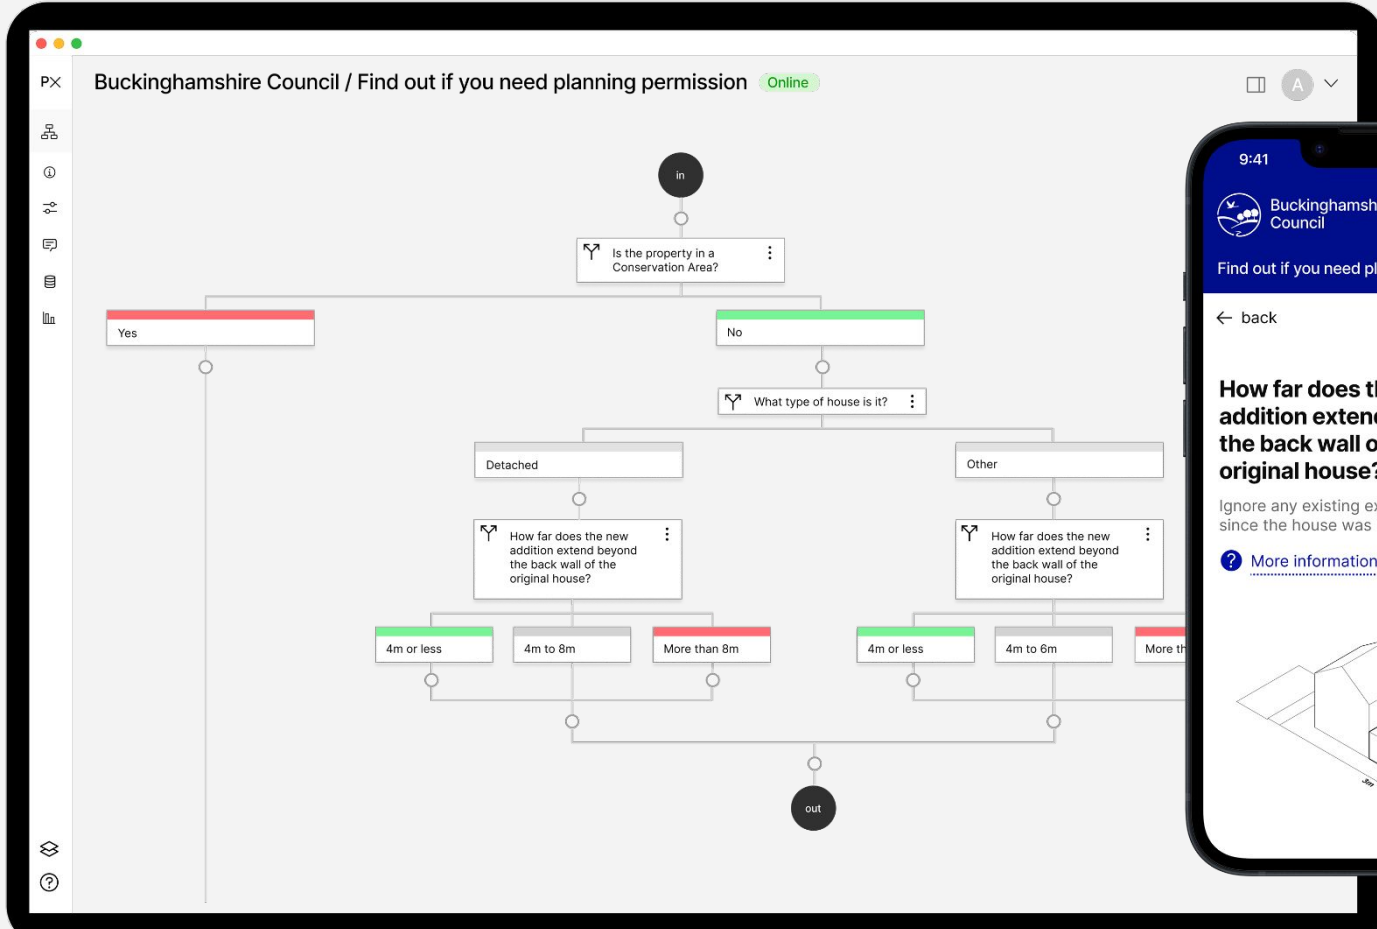 PX
Buckinghamshire Council / Find out if you need planning permission
Online
A
in
Is the property in a
Conservation Area?
Yes
No
What type of house is it?
Detached
Other
How far does the new
addition extend beyond
the back wall of the
original house?
How far does the new
addition extend beyond
the back wall of the
original house?
4m or less
4m to 8m
More than 8m
4m or less
4m to 6m
More th
out
9:41
Buckinghamsh
Council
Find out if you need pl
back
How far does t
addition exten
the back wall o
original house?
Ignore any existing e
since the house was
? More information
3m